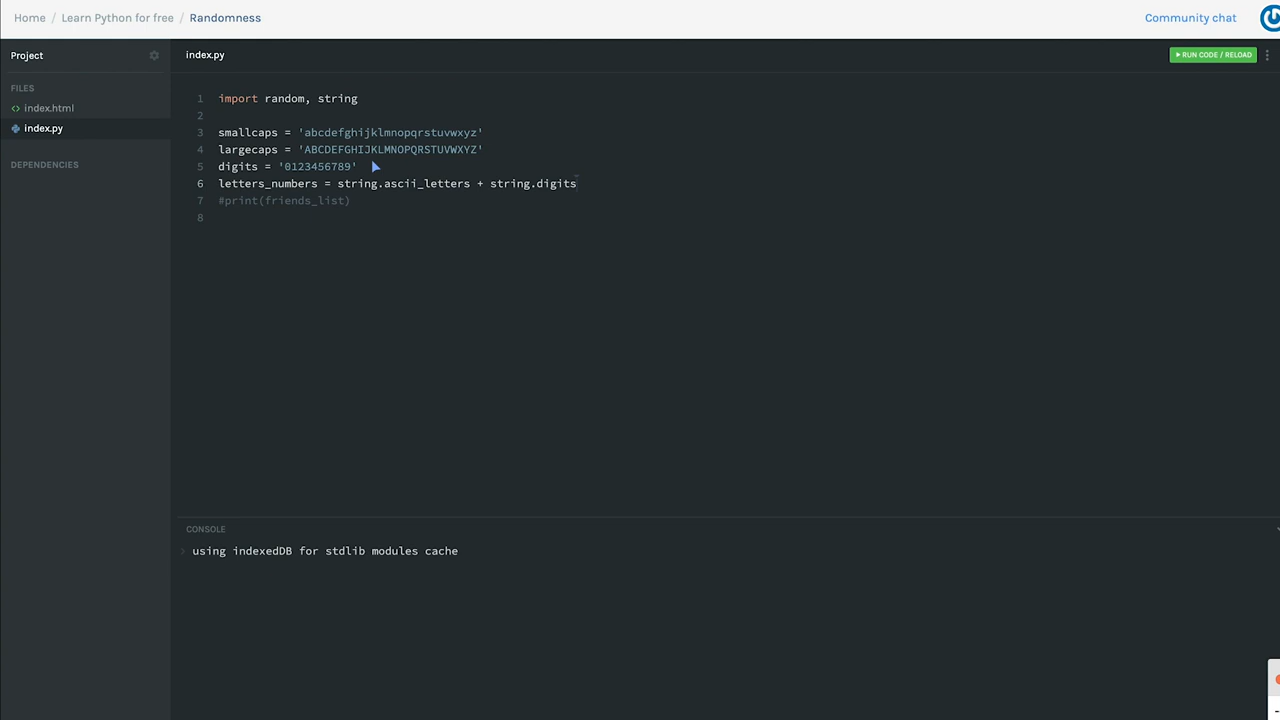 Home / Learn Python for free / Randomness
Community chat
Project
index.py
RUN CODE / RELOAD
FILES
index.html
index.py
DEPENDENCIES
1 import random, string
2
3 smallcaps = 'abcdefghijklmnopqrstuvwxyz'
4 largecaps = 'ABCDEFGHIJKLMNOPQRSTUVWXYZ'
5 digits = '0123456789'
6 letters_numbers = string.ascii_letters + string.digits
7 #print(friends_list)
8
CONSOLE
> using indexedDB for stdlib modules cache